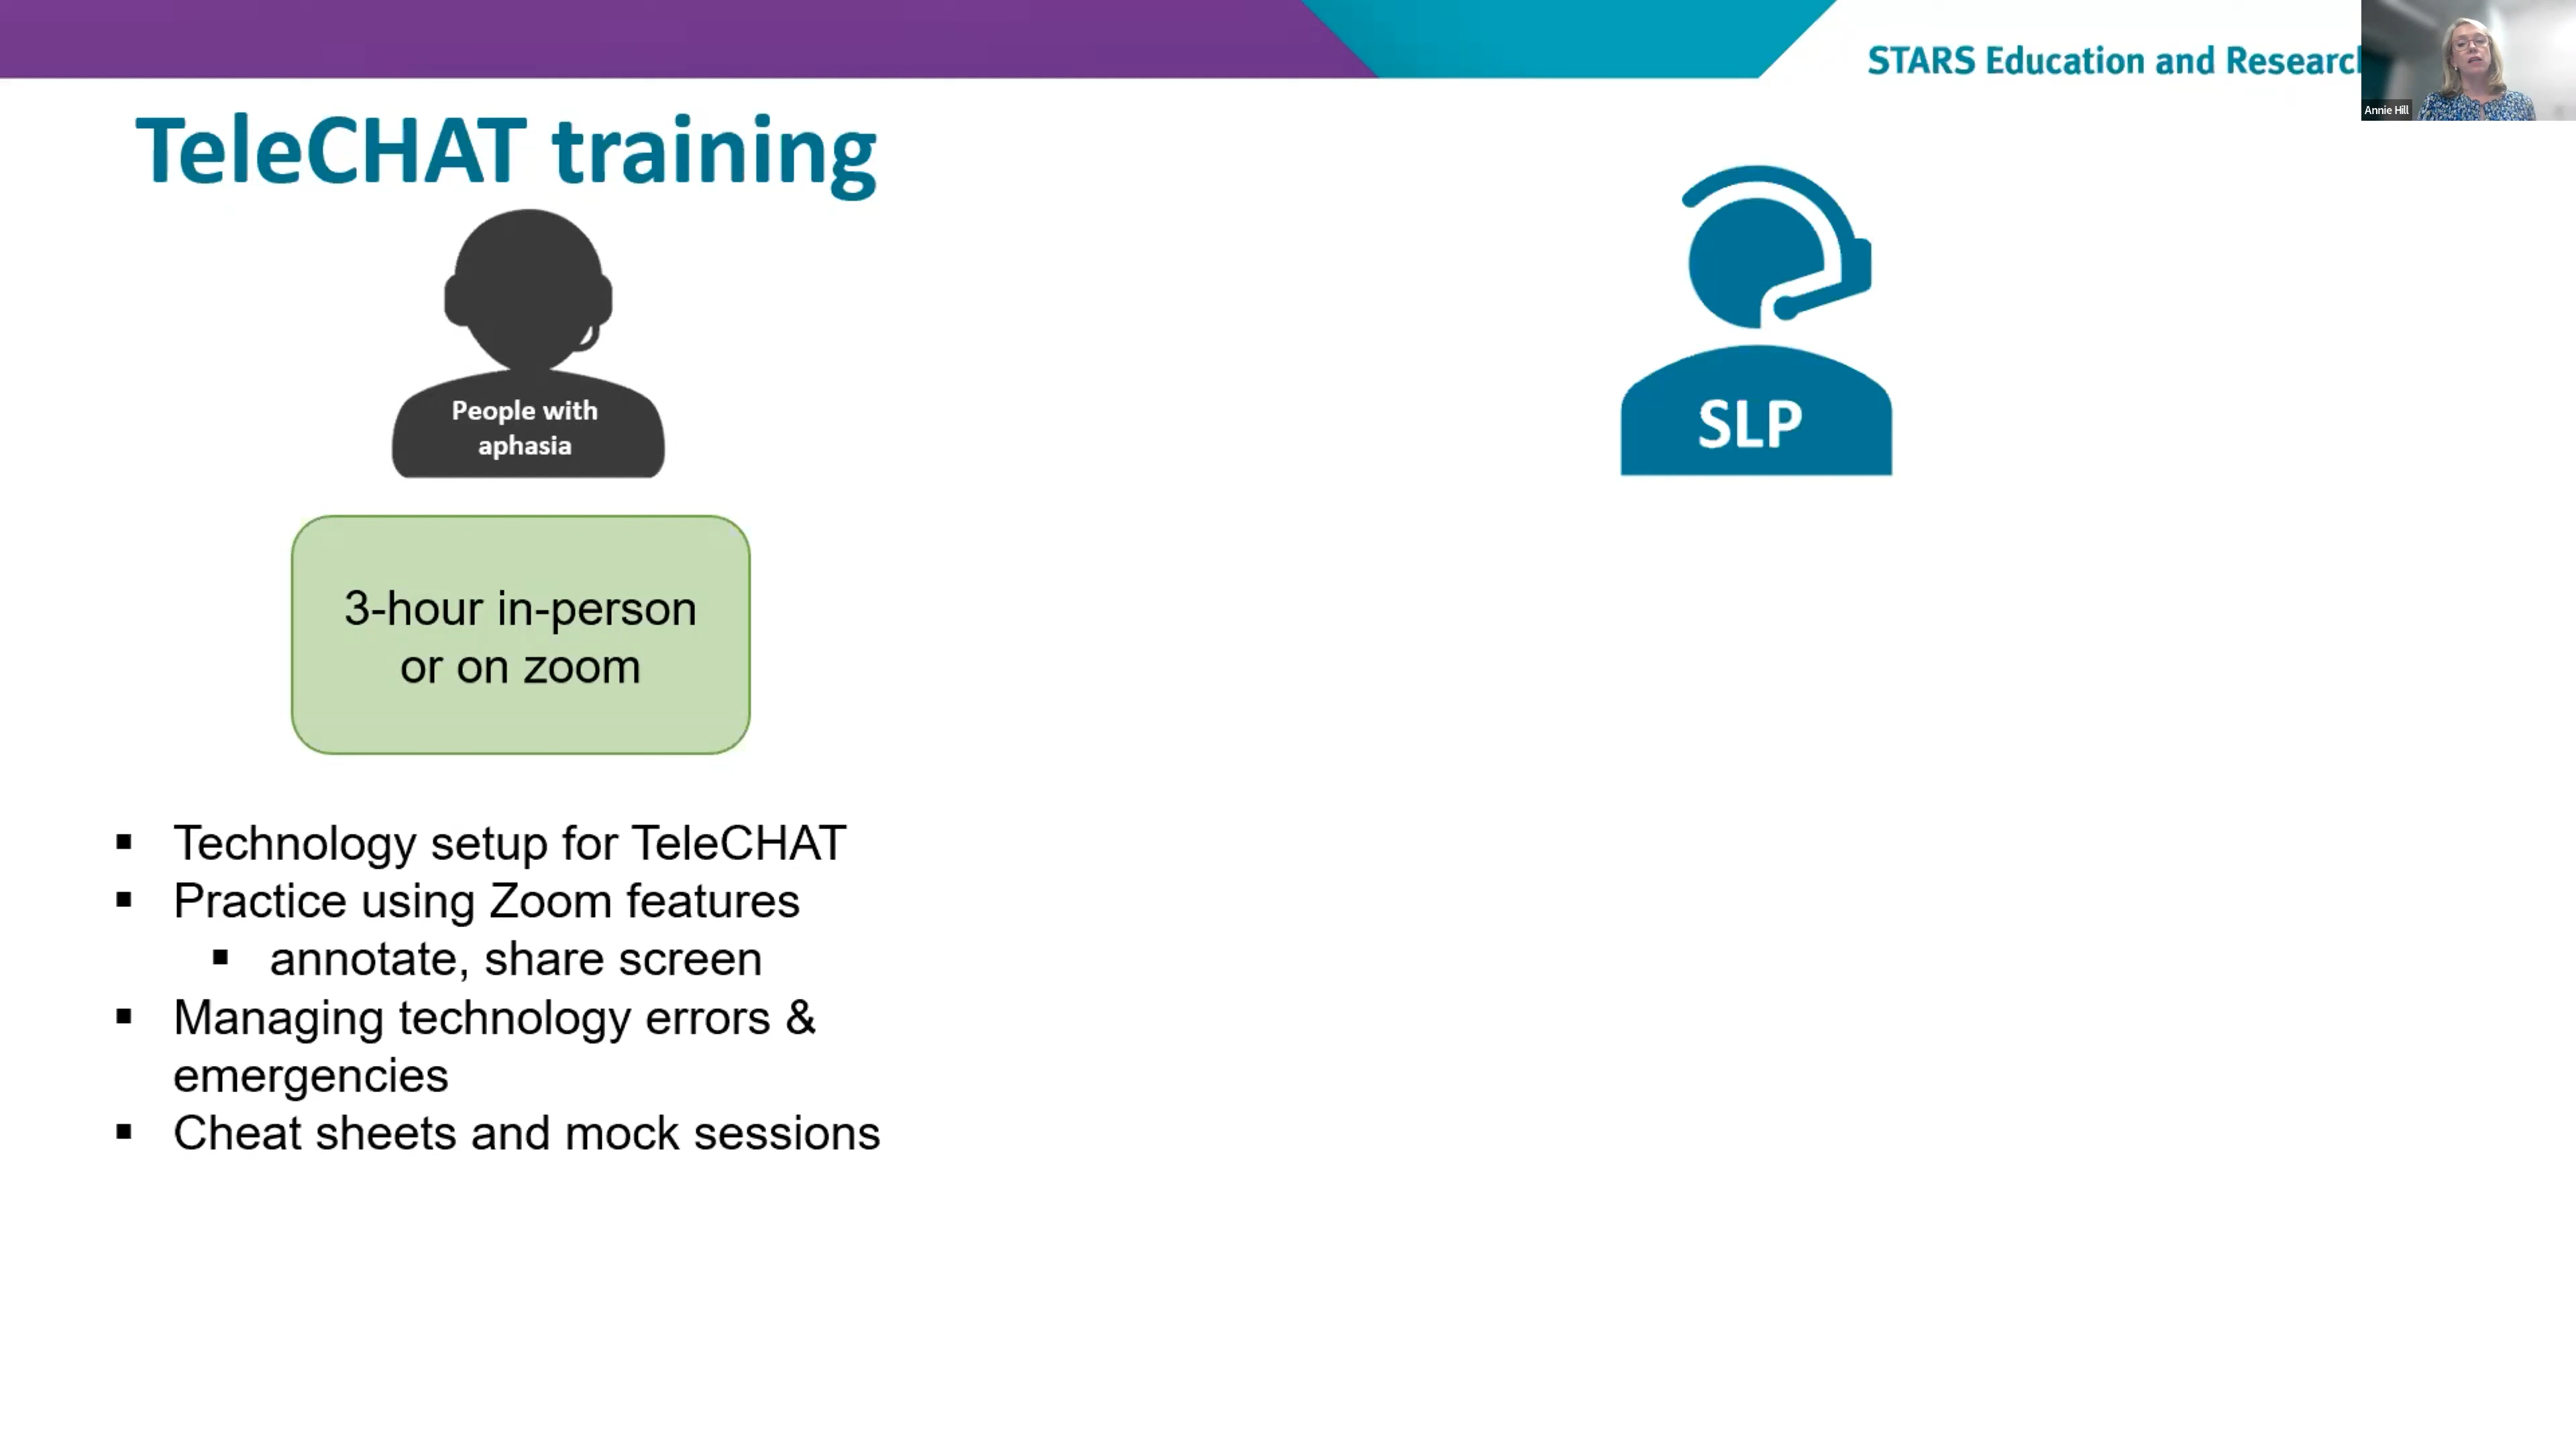 STARS Education and Research
Annie Hill
TeleCHAT training
People with
aphasia
SLP
3-hour in-person
or on zoom
▪ Technology setup for TeleCHAT
▪ Practice using Zoom features
▪ annotate, share screen
▪ Managing technology errors &
emergencies
▪ Cheat sheets and mock sessions